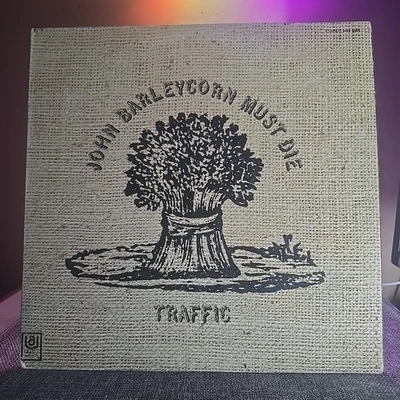 JOHN BARLEYCORN MUST DIE
TRAFFIC